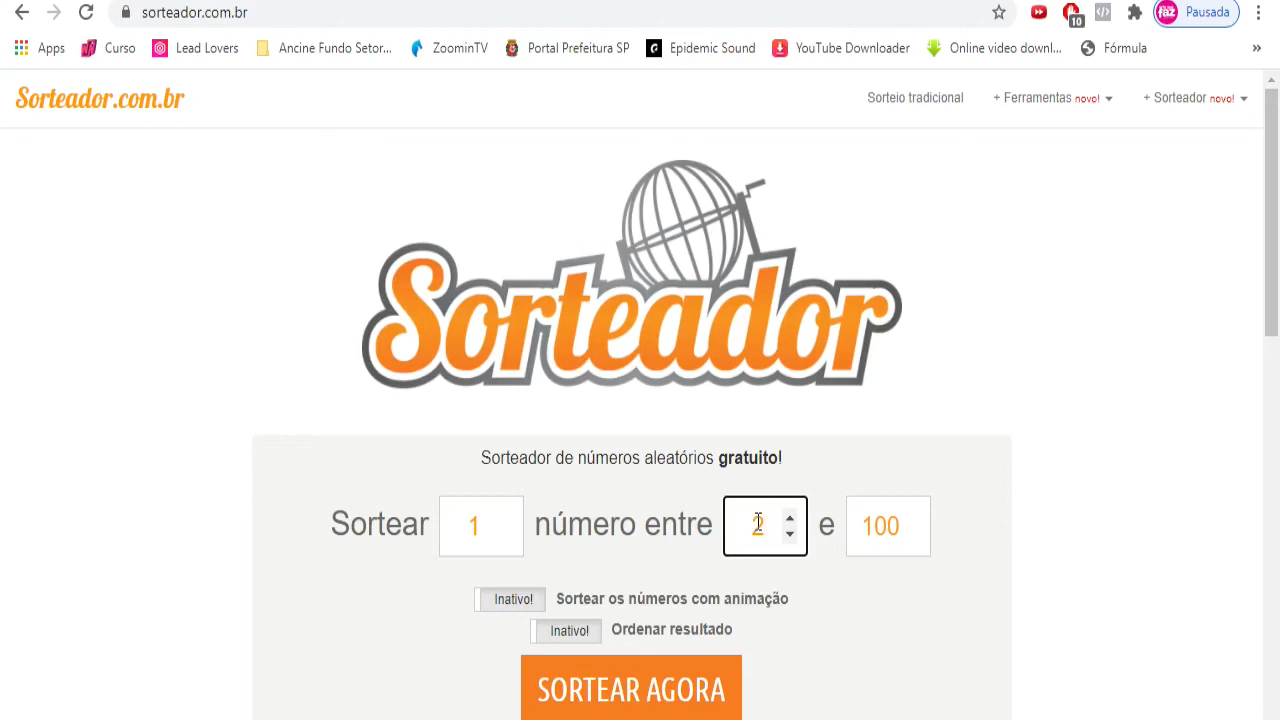 sorteador.com.br
10
faz
Pausada
Apps
Curso
Lead Lovers
Ancine Fundo Setor...
ZoominTV
Portal Prefeitura SP
Epidemic Sound
YouTube Downloader
Online video downl...
Fórmula
»
Sorteador.com.br
Sorteio tradicional
+ Ferramentas novo!
+ Sorteador novo!
Sorteador
Sorteador de números aleatórios gratuito!
Sortear 1 número entre 2 e 100
Inativo! Sortear os números com animação
Inativo! Ordenar resultado
SORTEAR AGORA